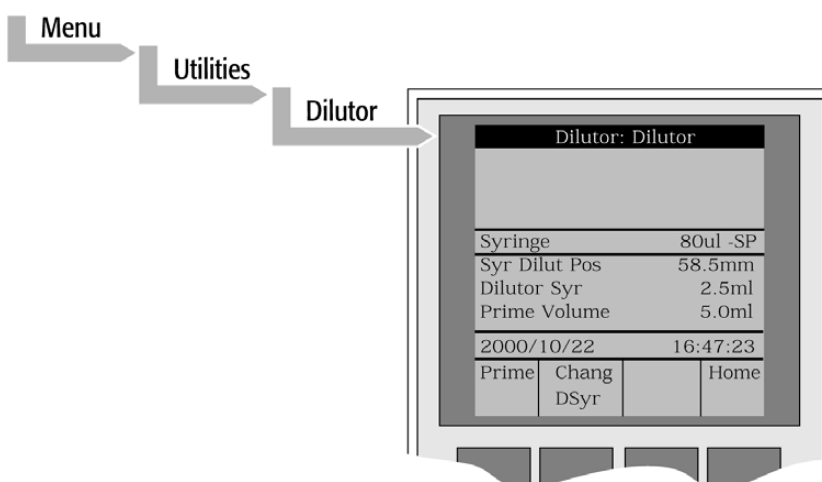 Menu
Utilities
Dilutor
Dilutor: Dilutor
Syringe 80ul -SP
Syr Dilut Pos 58.5mm
Dilutor Syr 2.5ml
Prime Volume 5.0ml
2000/10/22 16:47:23
Prime Chang Home
DSyr